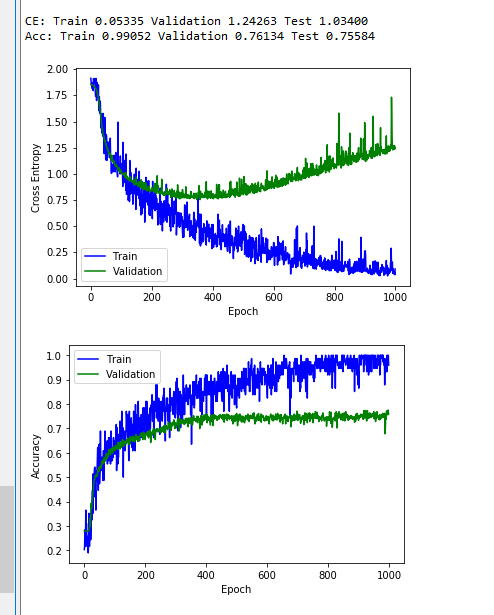 CE: Train 0.05335 Validation 1.24263 Test 1.03400
Acc: Train 0.99052 Validation 0.76134 Test 0.75584
2.00
1.75
1.50
1.25
1.00
0.75
0.50
0.25
0.00
Cross Entropy
Train
Validation
0 200 400 600 800 1000
Epoch
1.0
0.9
0.8
0.7
0.6
0.5
0.4
0.3
0.2
Accuracy
Train
Validation
0 200 400 600 800 1000
Epoch